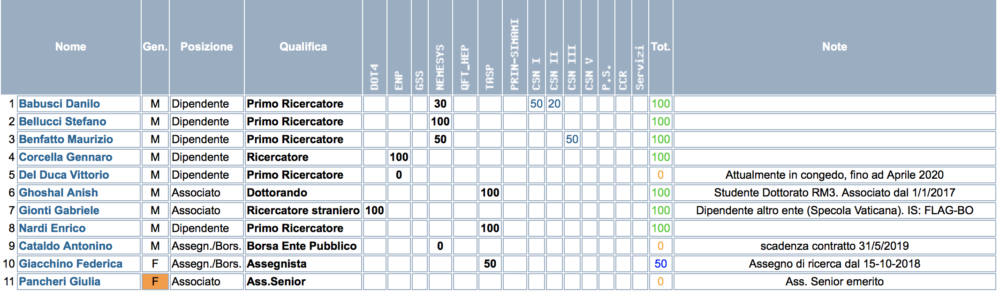 Nome Gen. Posizione Qualifica DOT4 ENP GSS NEMESYS QFT_HEP TASP PRIN-SIMAMI CSN I CSN II CSN III CSN V P.S. CCR Servizi Tot. Note
1 Babusci Danilo M Dipendente Primo Ricercatore 30 50 20 100
2 Bellucci Stefano M Dipendente Primo Ricercatore 100 100
3 Benfatto Maurizio M Dipendente Primo Ricercatore 50 50 100
4 Corcella Gennaro M Dipendente Ricercatore 100 100
5 Del Duca Vittorio M Dipendente Primo Ricercatore 0 0 Attualmente in congedo, fino ad Aprile 2020
6 Ghoshal Anish M Associato Dottorando 100 100 Studente Dottorato RM3. Associato dal 1/1/2017
7 Gionti Gabriele M Associato Ricercatore straniero 100 100 Dipendente altro ente (Specola Vaticana). IS: FLAG-BO
8 Nardi Enrico M Dipendente Primo Ricercatore 100 100
9 Cataldo Antonino M Assegn./Bors. Borsa Ente Pubblico 0 0 scadenza contratto 31/5/2019
10 Giacchino Federica F Assegn./Bors. Assegnista 50 50 Assegno di ricerca dal 15-10-2018
11 Pancheri Giulia F Associato Ass.Senior 0 Ass. Senior emerito